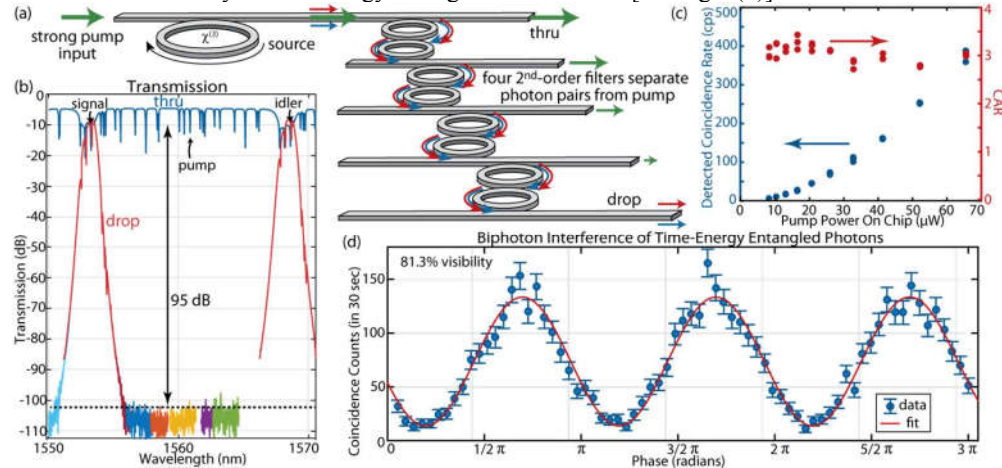 (a)
strong pump
input
χ(3)
source
thru
four 2nd-order filters separate
photon pairs from pump
drop
(b)
Transmission
signal
thru
idler
pump
drop
95 dB
Transmission (dB)
0
-10
-20
-30
-40
-50
-60
-70
-80
-90
-100
-110
1550
1560
1570
Wavelength (nm)
(c)
Detected Coincidence Rate (cps)
500
400
300
200
100
0
CAR
4
3
2
1
0
0 10 20 30 40 50 60 70
Pump Power On Chip (μW)
(d)
Biphoton Interference of Time-Energy Entangled Photons
81.3% visibility
Coincidence Counts (in 30 sec)
150
100
50
0
data
fit
0 1/2 π π 3/2 π 2 π 5/2 π 3 π
Phase (radians)